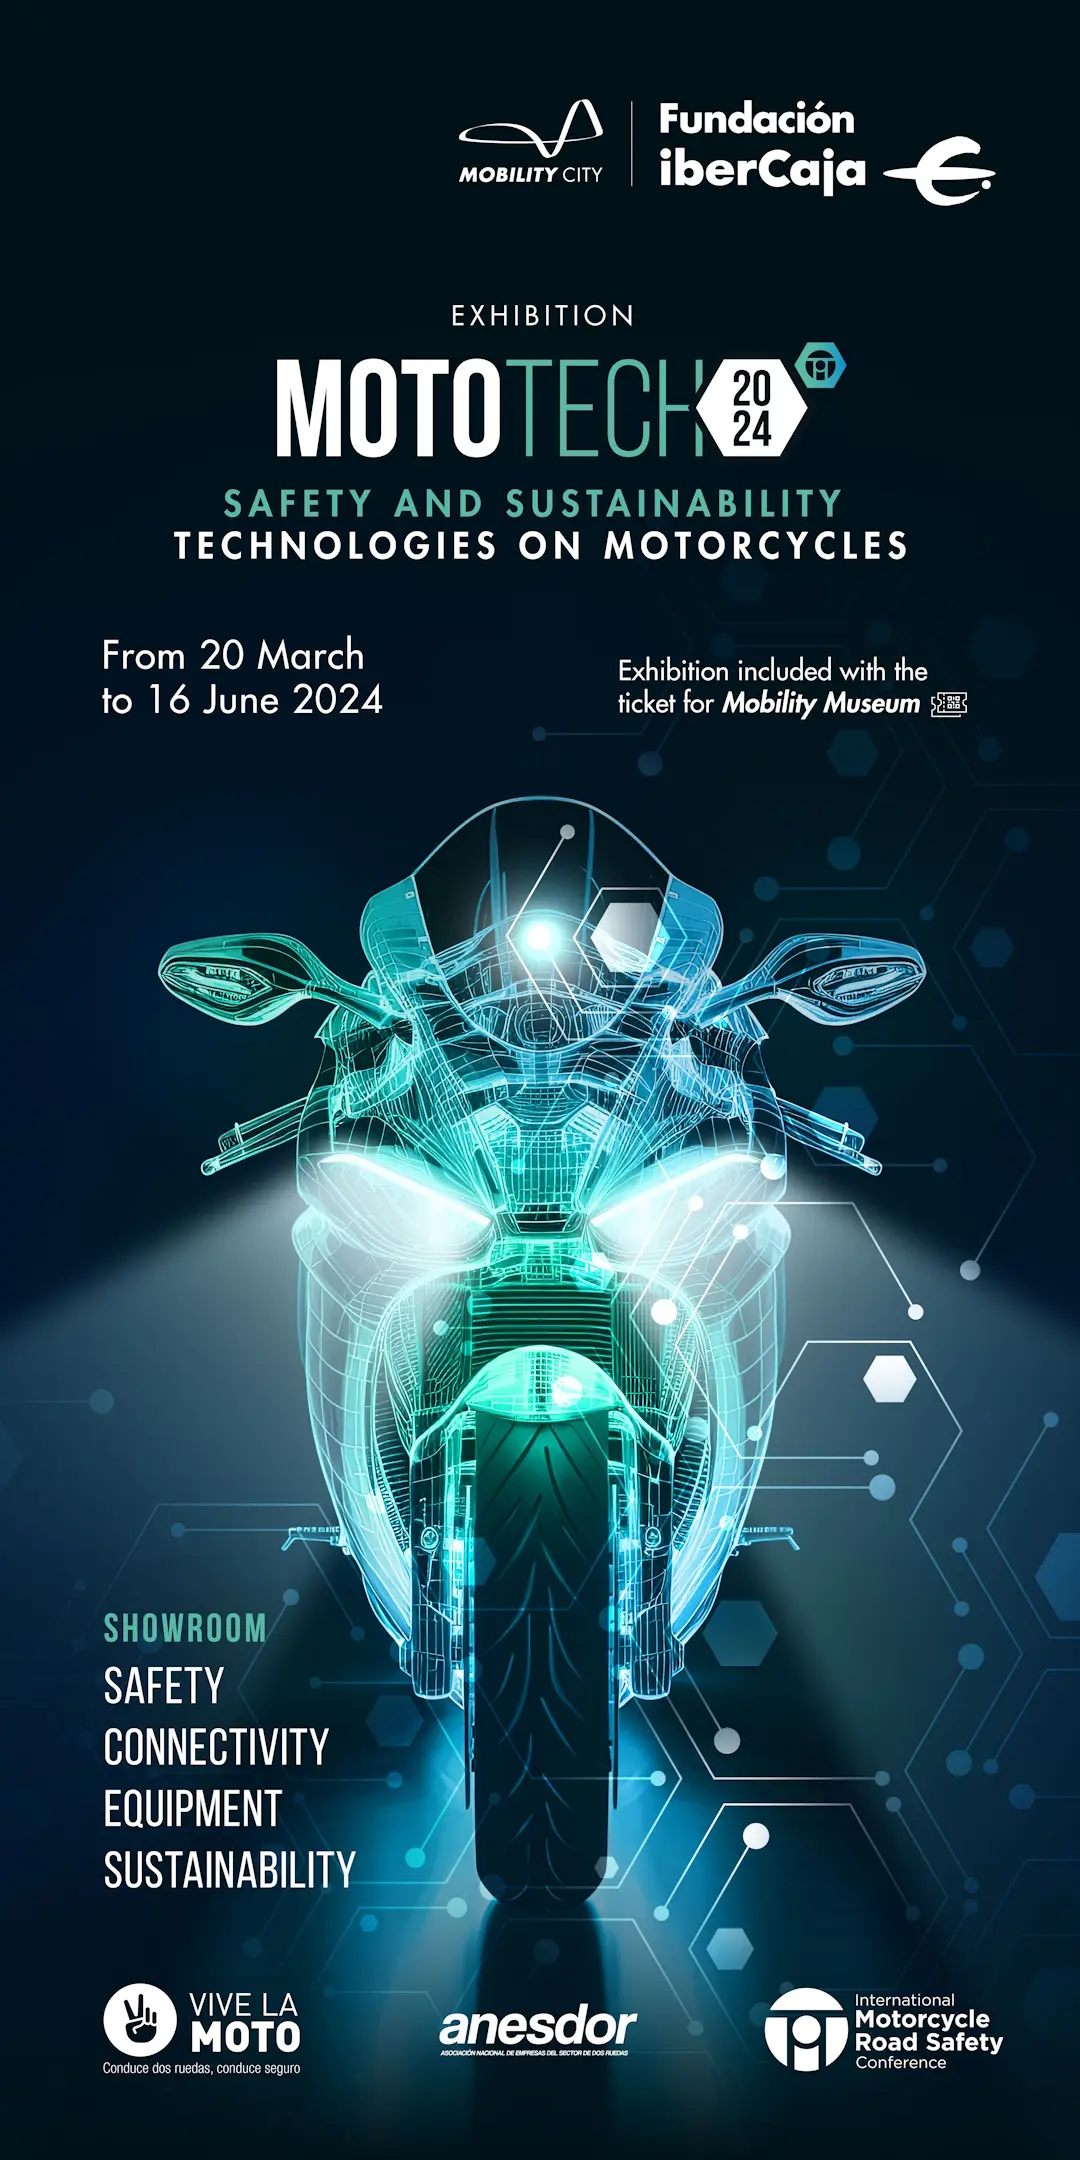 MOBILITY CITY
Fundación
iberCaja
EXHIBITION
MOTOTECH
20
24
SAFETY AND SUSTAINABILITY
TECHNOLOGIES ON MOTORCYCLES
From 20 March
to 16 June 2024
Exhibition included with the
ticket for Mobility Museum
SHOWROOM
SAFETY
CONNECTIVITY
EQUIPMENT
SUSTAINABILITY
VIVE LA
MOTO
Conduce dos ruedas, conduce seguro
anesdor
ASOCIACIÓN NACIONAL DE EMPRESAS DEL SECTOR DE DOS RUEDAS
International
Motorcycle
Road Safety
Conference